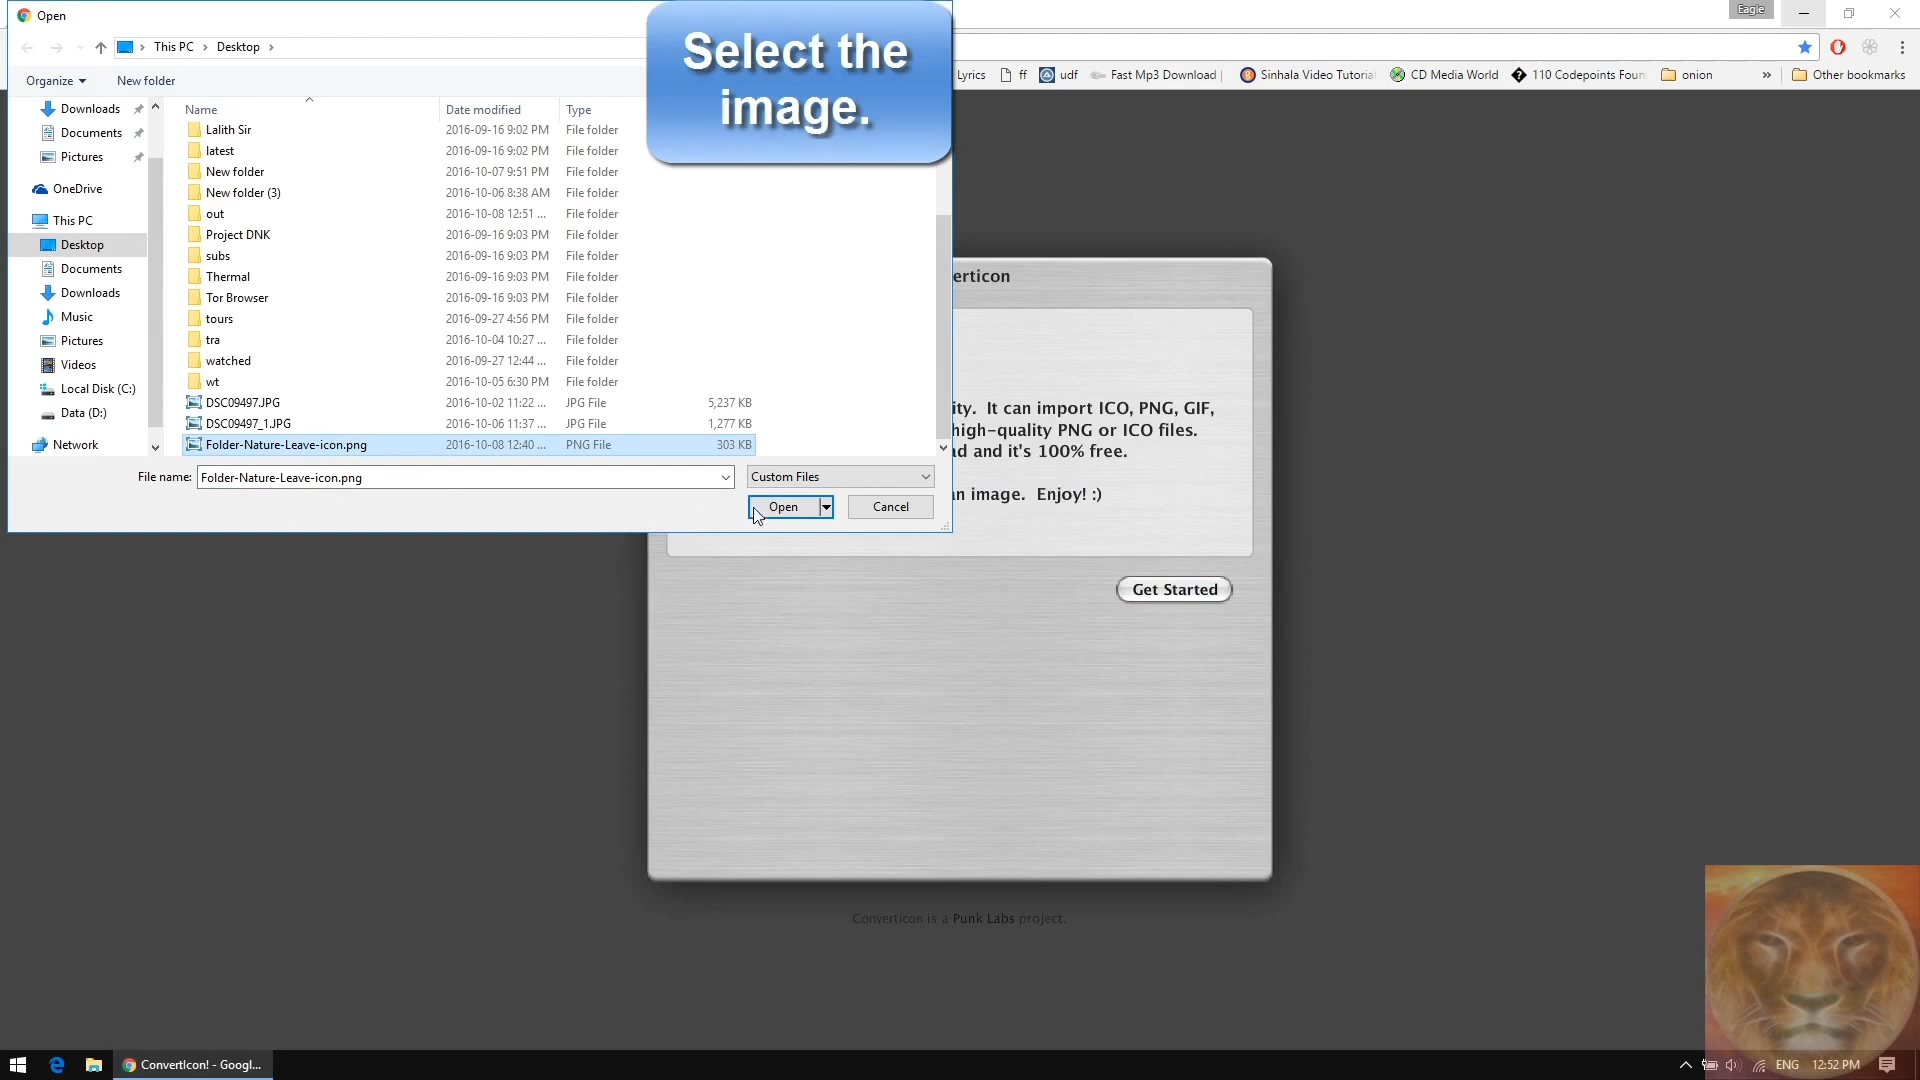 Open
Eagle
This PC
Desktop
Select the
image.
Organize
New folder
Lyrics
ff
udf
Fast Mp3 Download
Sinhala Video Tutoria
CD Media World
110 Codepoints Foun
onion
»
Other bookmarks
Name
Date modified
Type
Downloads
Documents
Pictures
OneDrive
This PC
Desktop
Documents
Downloads
Music
Pictures
Videos
Local Disk (C:)
Data (D:)
Network
Lalith Sir 2016-09-16 9:02 PM File folder
latest 2016-09-16 9:02 PM File folder
New folder 2016-10-07 9:51 PM File folder
New folder (3) 2016-10-06 8:38 AM File folder
out 2016-10-08 12:51 ... File folder
Project DNK 2016-09-16 9:03 PM File folder
subs 2016-09-16 9:03 PM File folder
Thermal 2016-09-16 9:03 PM File folder
Tor Browser 2016-09-16 9:03 PM File folder
tours 2016-09-27 4:56 PM File folder
tra 2016-10-04 10:27 ... File folder
watched 2016-09-27 12:44 ... File folder
wt 2016-10-05 6:30 PM File folder
DSC09497.JPG 2016-10-02 11:22 ... JPG File 5,237 KB
DSC09497_1.JPG 2016-10-06 11:37 ... JPG File 1,277 KB
Folder-Nature-Leave-icon.png 2016-10-08 12:40 ... PNG File 303 KB
File name: Folder-Nature-Leave-icon.png
Custom Files
Open
Cancel
erticon
ity. It can import ICO, PNG, GIF,
high-quality PNG or ICO files.
ad and it's 100% free.
an image. Enjoy! :)
Get Started
Converticon is a Punk Labs project.
ConvertIcon! - Googl...
ENG
12:52 PM